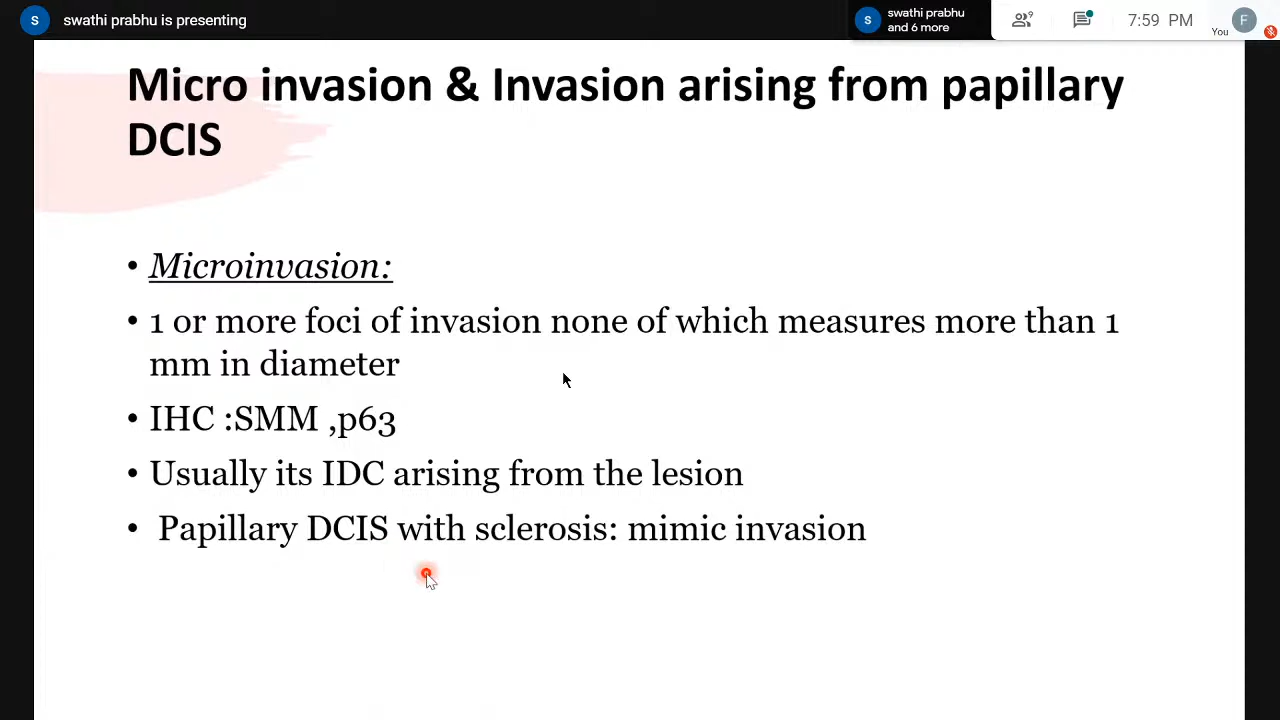 S swathi prabhu is presenting
S swathi prabhu
and 6 more
9
7:59 PM
You
F
Micro invasion & Invasion arising from papillary
DCIS
• Microinvasion:
• 1 or more foci of invasion none of which measures more than 1
mm in diameter
• IHC :SMM ,p63
• Usually its IDC arising from the lesion
• Papillary DCIS with sclerosis: mimic invasion